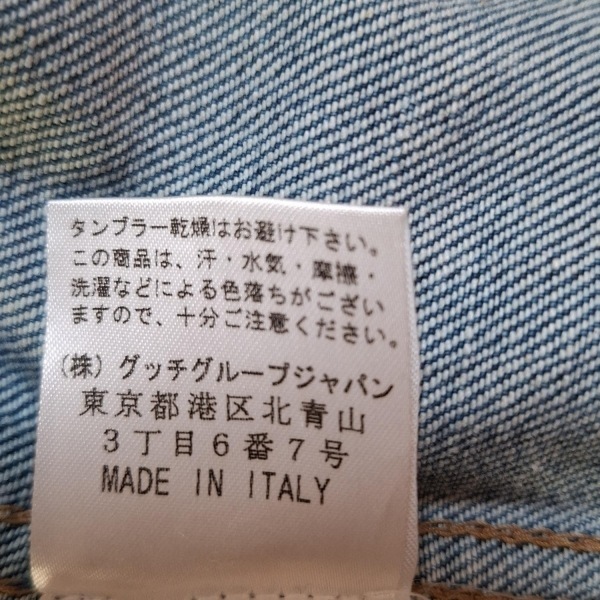 タンブラー乾燥はお避け下さい。
この商品は、汗・水気・摩擦・
洗濯などによる色落ちがござい
ますので、十分ご注意ください。
(株) グッチグループジャパン
東京都港区北青山
3丁目6番7号
MADE IN ITALY